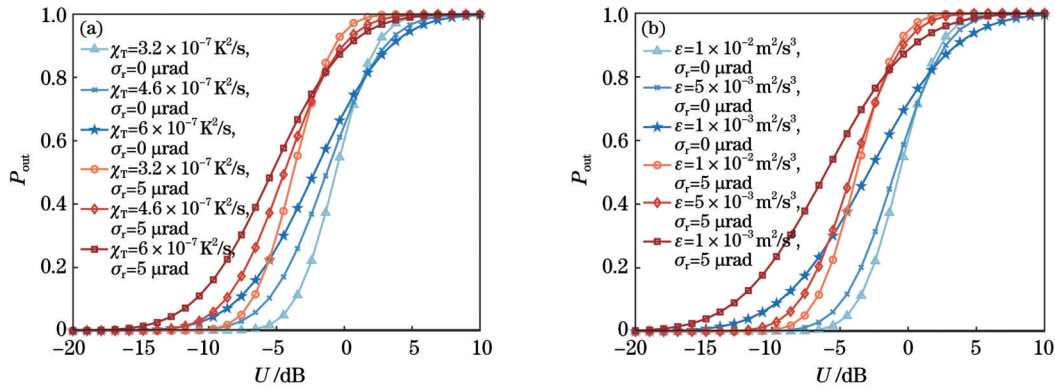 (a)
χT=3.2×10⁻⁷ K²/s,
σr=0 μrad
χT=4.6×10⁻⁷ K²/s,
σr=0 μrad
χT=6×10⁻⁷ K²/s,
σr=0 μrad
χT=3.2×10⁻⁷ K²/s,
σr=5 μrad
χT=4.6×10⁻⁷ K²/s,
σr=5 μrad
χT=6×10⁻⁷ K²/s,
σr=5 μrad
1.0
0.8
0.6
0.4
0.2
0
Pout
−20 −15 −10 −5 0 5 10
U/dB
(b)
ε=1×10⁻² m²/s³,
σr=0 μrad
ε=5×10⁻³ m²/s³,
σr=0 μrad
ε=1×10⁻³ m²/s³,
σr=0 μrad
ε=1×10⁻² m²/s³,
σr=5 μrad
ε=5×10⁻³ m²/s³,
σr=5 μrad
ε=1×10⁻³ m²/s³,
σr=5 μrad
1.0
0.8
0.6
0.4
0.2
0
Pout
−20 −15 −10 −5 0 5 10
U/dB